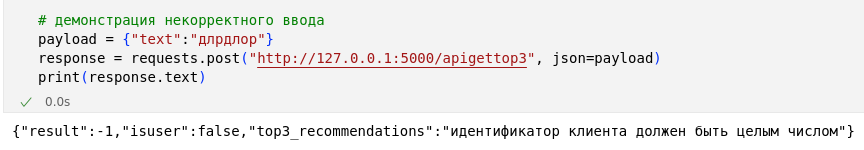 # демонстрация некорректного ввода
payload = {"text":"длрдлор"}
response = requests.post("http://127.0.0.1:5000/apigettop3", json=payload)
print(response.text)
0.0s
{"result":-1,"isuser":false,"top3_recommendations":"идентификатор клиента должен быть целым числом"}